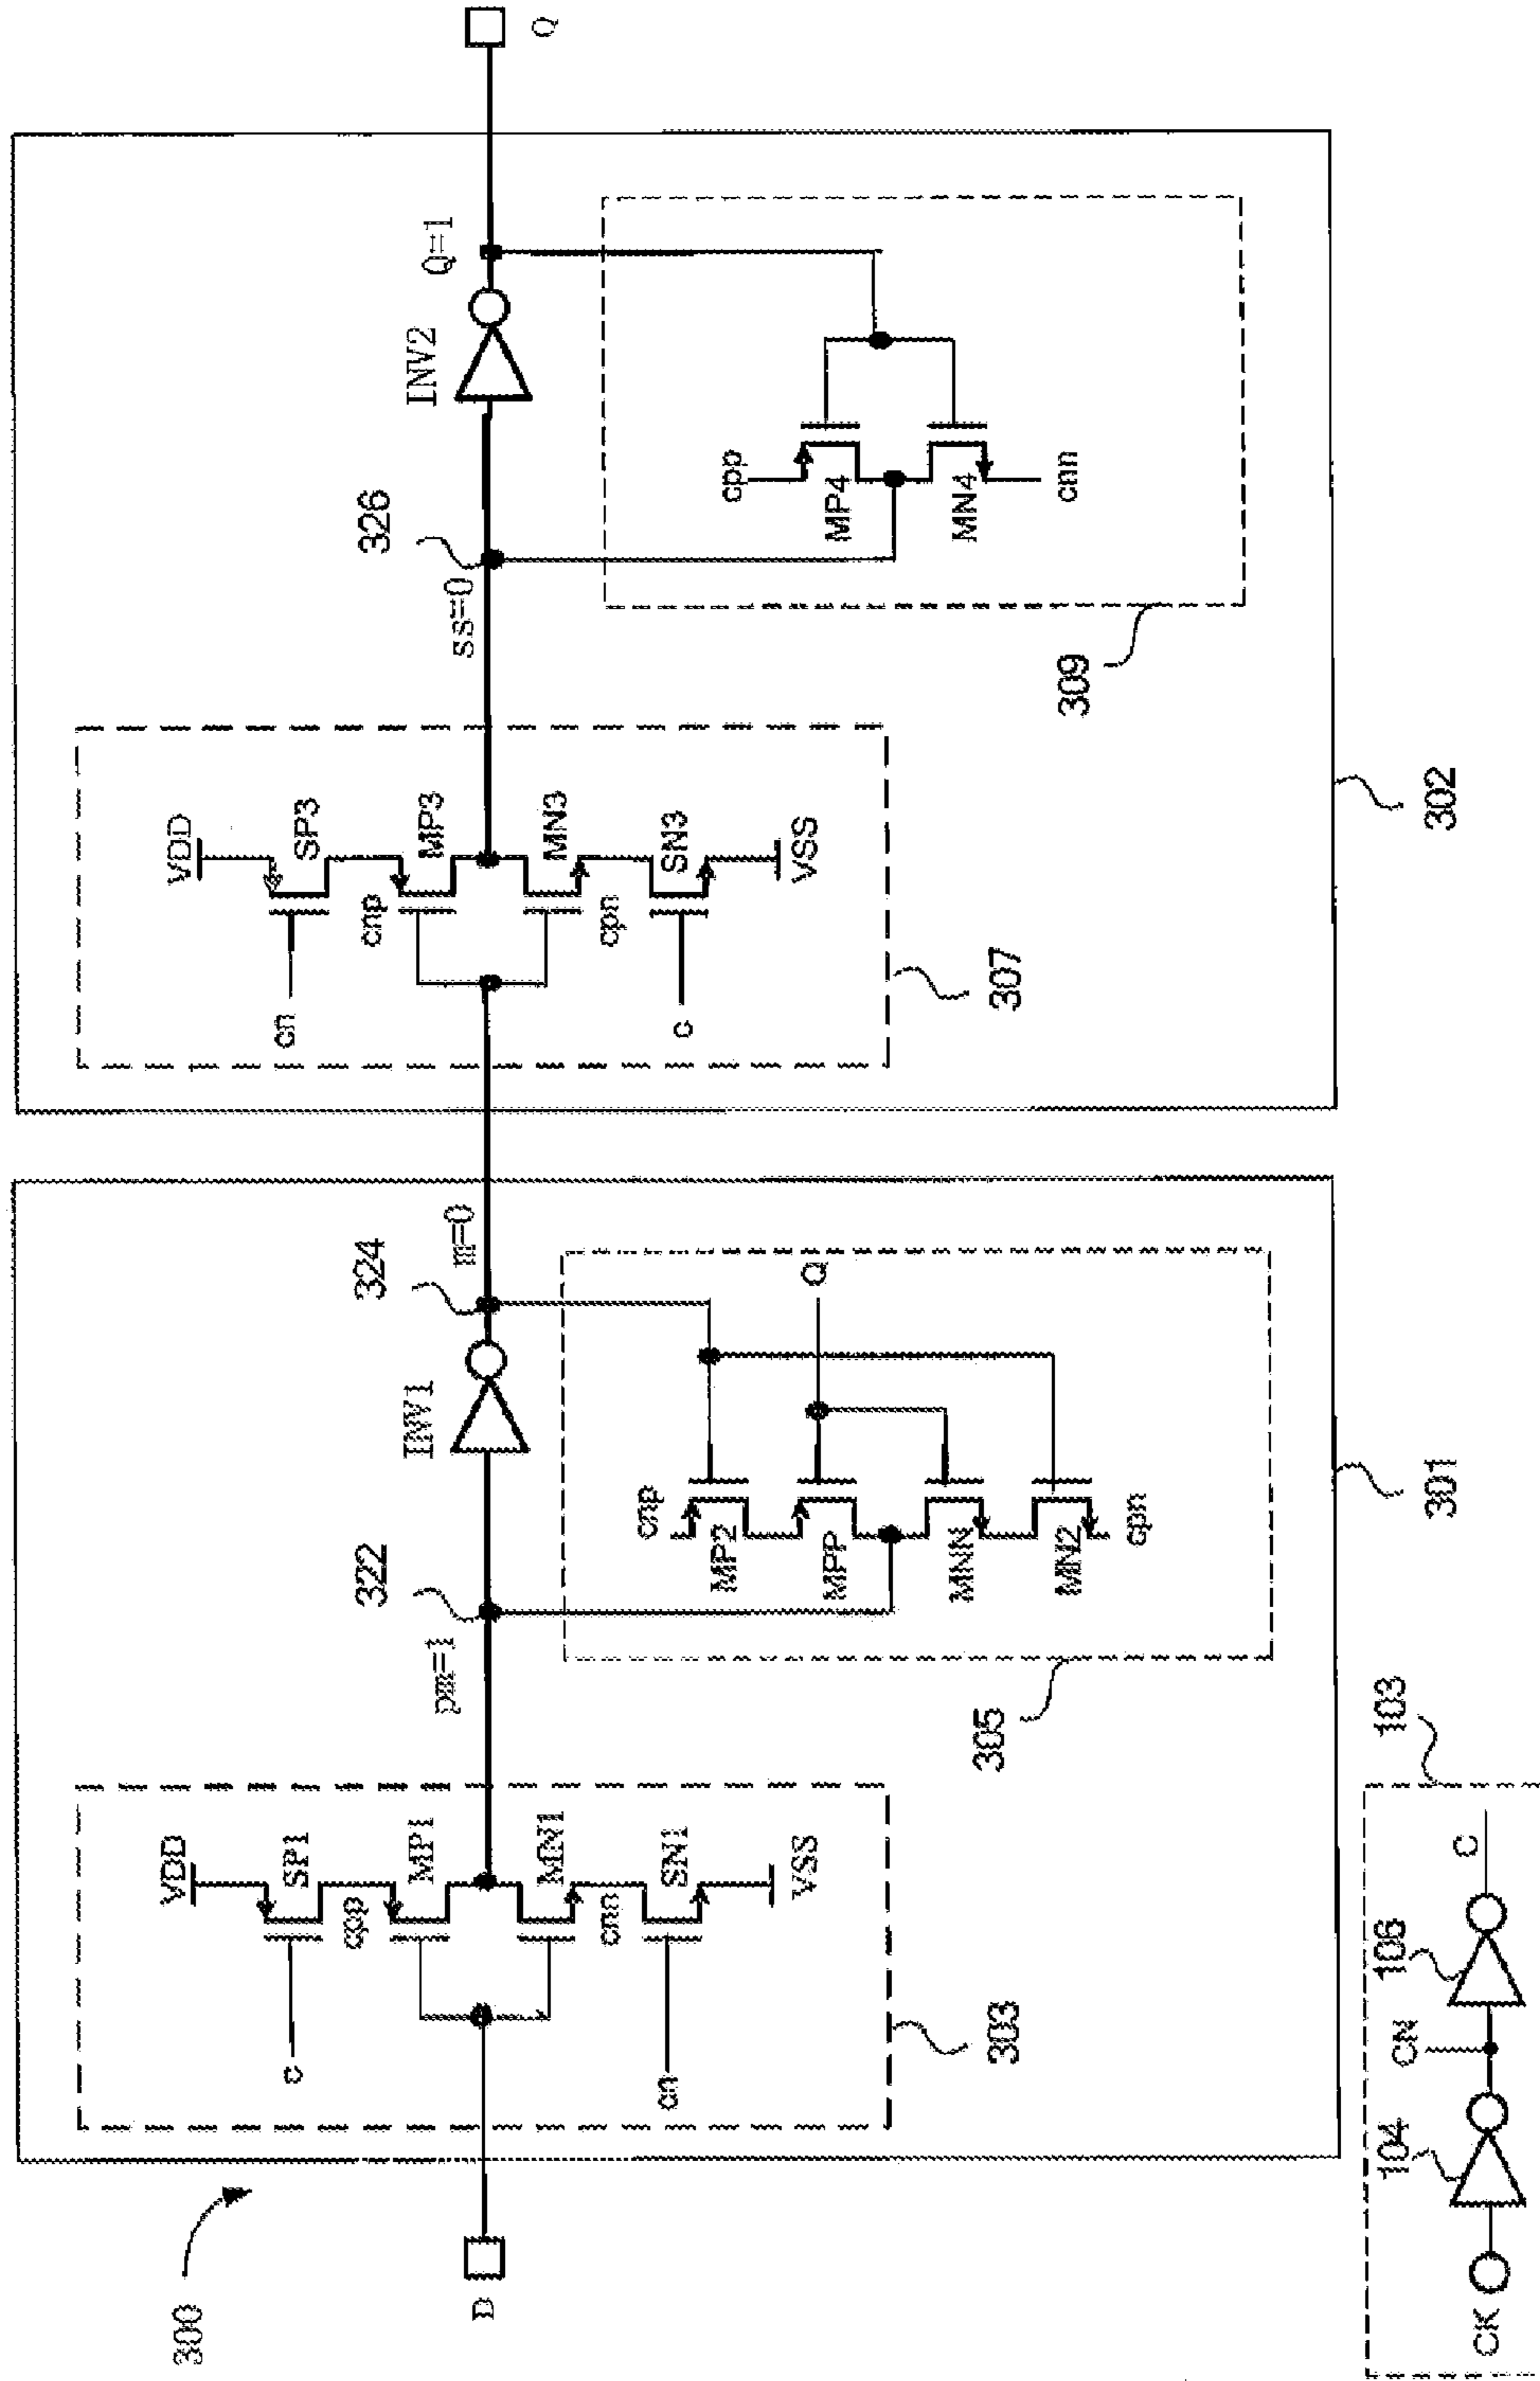 300
D
303
c
cn
VDD
SP1
cpp
MP1
MN1
cnn
SN1
VSS
pm=1
322
INV1
324
m=0
305
cnp
MP2
MPP
MNN
MN2
cpn
Q
301
307
cn
c
VDD
SP3
cnp
MP3
MN3
cpn
SN3
VSS
ss=0
326
INV2
Q=1
309
cpp
MP4
MN4
cnn
302
Q
103
CK
104
CN
106
C